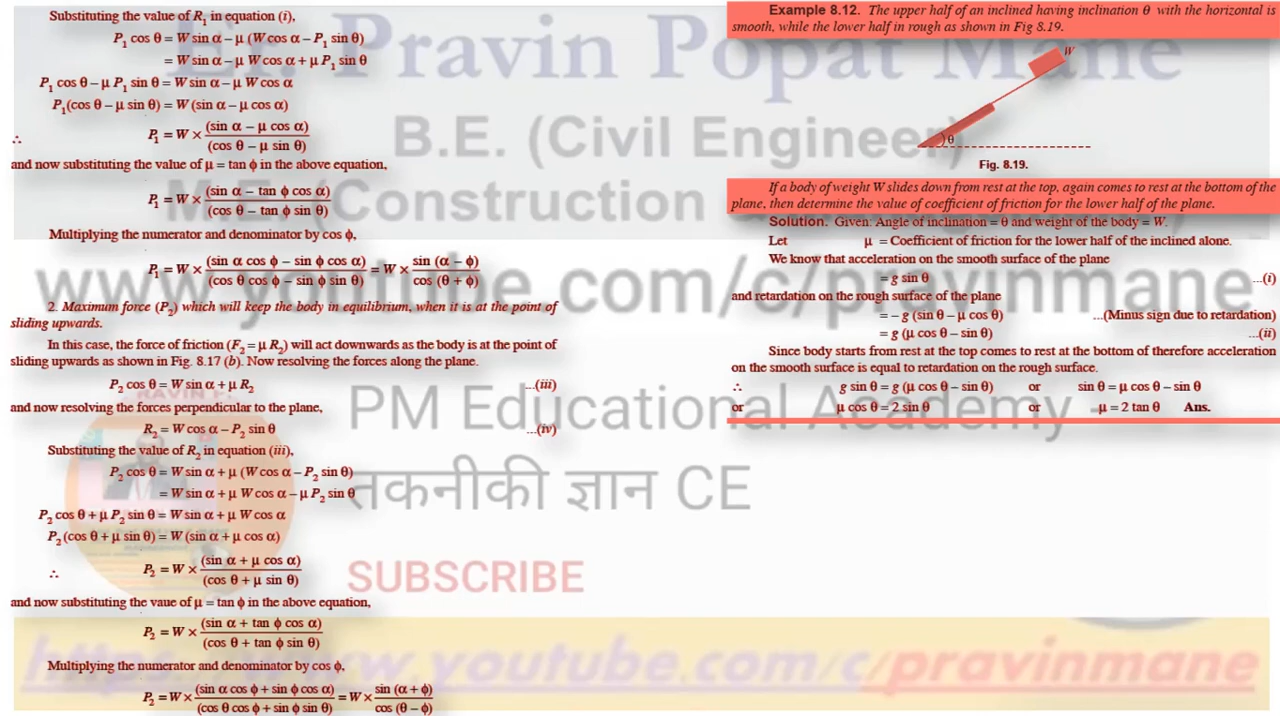 Substituting the value of R₁ in equation (i),
P₁ cos θ = W sin α – μ (W cos α – P₁ sin θ)
= W sin α – μ W cos α + μ P₁ sin θ
P₁ cos θ – μ P₁ sin θ = W sin α – μ W cos α
P₁(cos θ – μ sin θ) = W (sin α – μ cos α)
∴ P₁ = W × (sin α – μ cos α) / (cos θ – μ sin θ)
and now substituting the value of μ = tan ϕ in the above equation,
P₁ = W × (sin α – tan ϕ cos α) / (cos θ – tan ϕ sin θ)
Multiplying the numerator and denominator by cos ϕ,
P₁ = W × (sin α cos ϕ – sin ϕ cos α) / (cos θ cos ϕ – sin ϕ sin θ) = W × sin (α – ϕ) / cos (θ + ϕ)
2. Maximum force (P₂) which will keep the body in equilibrium, when it is at the point of
sliding upwards.
In this case, the force of friction (F₂ = μ R₂) will act downwards as the body is at the point of
sliding upwards as shown in Fig. 8.17 (b). Now resolving the forces along the plane.
P₂ cos θ = W sin α + μ R₂ ...(iii)
and now resolving the forces perpendicular to the plane,
R₂ = W cos α – P₂ sin θ ...(iv)
Substituting the value of R₂ in equation (iii),
P₂ cos θ = W sin α + μ (W cos α – P₂ sin θ)
= W sin α + μ W cos α – μ P₂ sin θ
P₂ cos θ + μ P₂ sin θ = W sin α + μ W cos α
P₂ (cos θ + μ sin θ) = W (sin α + μ cos α)
∴ P₂ = W × (sin α + μ cos α) / (cos θ + μ sin θ)
and now substituting the vaue of μ = tan ϕ in the above equation,
P₂ = W × (sin α + tan ϕ cos α) / (cos θ + tan ϕ sin θ)
Multiplying the numerator and denominator by cos ϕ,
P₂ = W × (sin α cos ϕ + sin ϕ cos α) / (cos θ cos ϕ + sin ϕ sin θ) = W × sin (α + ϕ) / cos (θ – ϕ)
Example 8.12. The upper half of an inclined having inclination θ with the horizontal is
smooth, while the lower half in rough as shown in Fig 8.19.
W
θ
Fig. 8.19.
If a body of weight W slides down from rest at the top, again comes to rest at the bottom of the
plane, then determine the value of coefficient of friction for the lower half of the plane.
Solution. Given: Angle of inclination = θ and weight of the body = W.
Let μ = Coefficient of friction for the lower half of the inclined alone.
We know that acceleration on the smooth surface of the plane
= g sin θ ...(i)
and retardation on the rough surface of the plane
= – g (sin θ – μ cos θ) ...(Minus sign due to retardation)
= g (μ cos θ – sin θ) ...(ii)
Since body starts from rest at the top comes to rest at the bottom of therefore acceleration
on the smooth surface is equal to retardation on the rough surface.
∴ g sin θ = g (μ cos θ – sin θ) or sin θ = μ cos θ – sin θ
or μ cos θ = 2 sin θ or μ = 2 tan θ Ans.
Er. Pravin Popat Mane
B.E. (Civil Engineer)
M.E. (Construction
www.youtube.com/c/pravinmane
PM Educational Academy -
तकनीकी ज्ञान CE
SUBSCRIBE
https://www.youtube.com/c/pravinmane